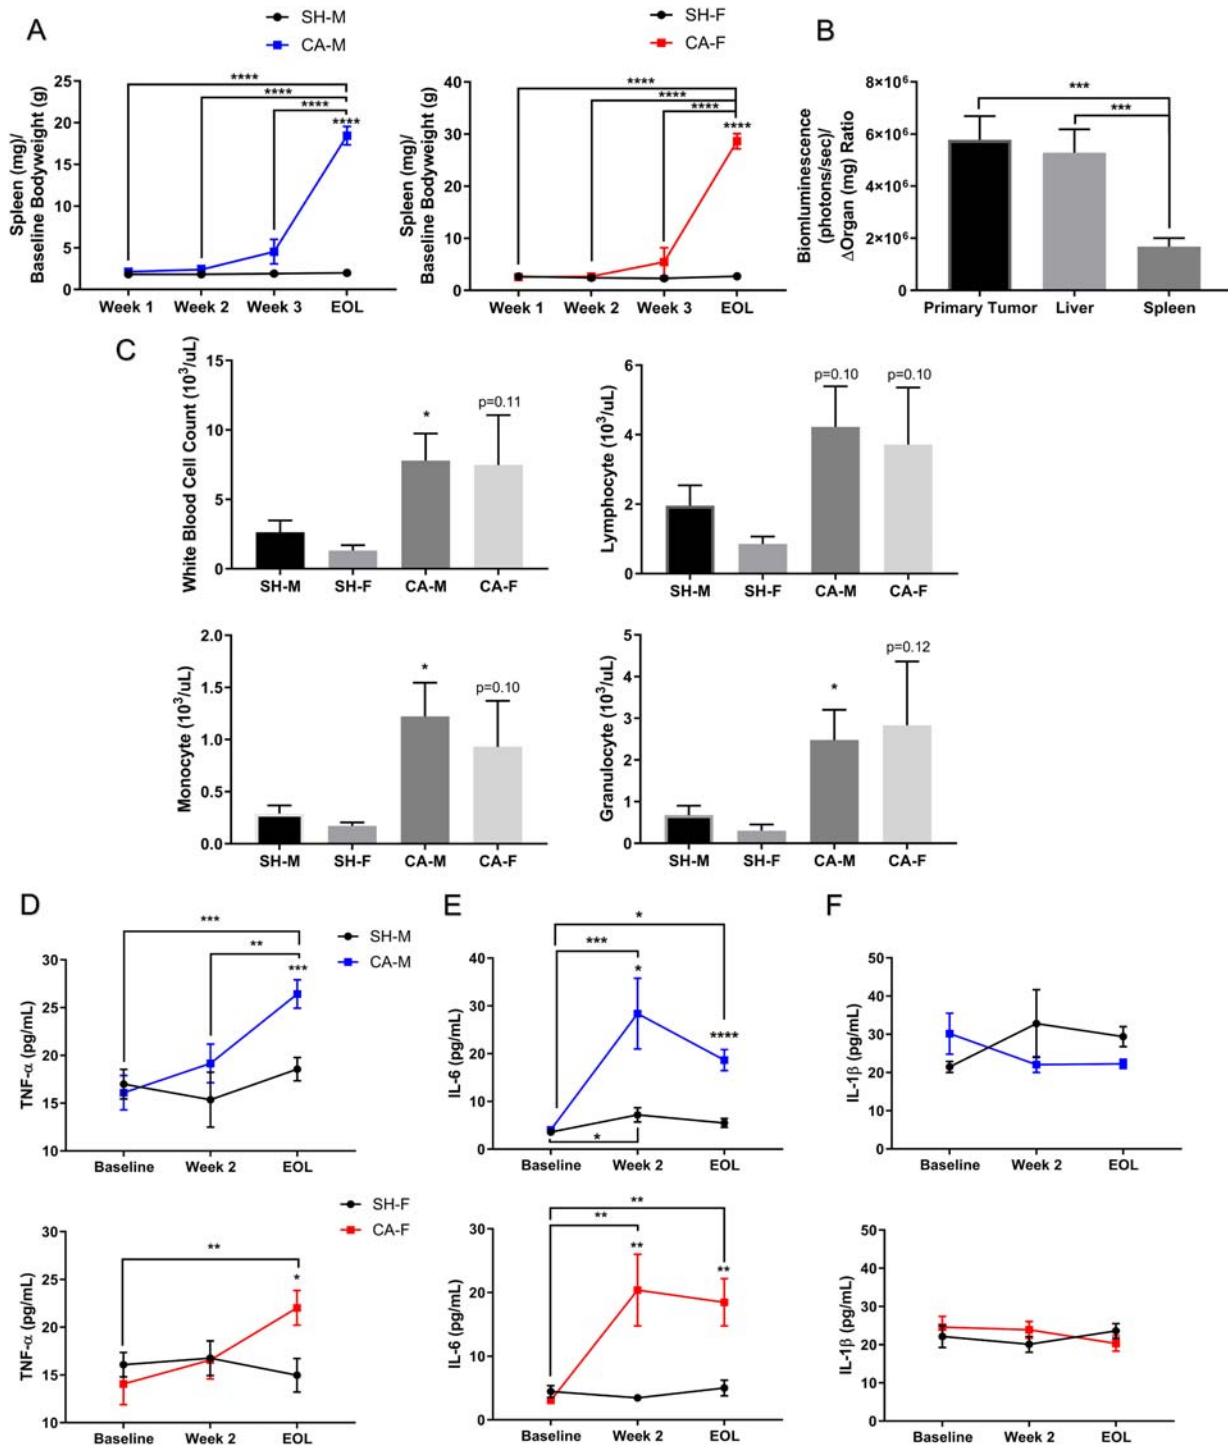 A
SH-M
CA-M
Spleen (mg)/
Baseline Bodyweight (g)
25
20
15
10
5
0
****
****
****
****
Week 1
Week 2
Week 3
EOL
SH-F
CA-F
Spleen (mg)/
Baseline Bodyweight (g)
40
30
20
10
0
****
****
****
****
Week 1
Week 2
Week 3
EOL
B
Biomluminescence
(photons/sec)/
ΔOrgan (mg) Ratio
8×10⁶
6×10⁶
4×10⁶
2×10⁶
0
***
***
Primary Tumor
Liver
Spleen
C
White Blood Cell Count (10³/uL)
15
10
5
0
*
p=0.11
SH-M
SH-F
CA-M
CA-F
Lymphocyte (10³/uL)
6
4
2
0
p=0.10
p=0.10
SH-M
SH-F
CA-M
CA-F
Monocyte (10³/uL)
2.0
1.5
1.0
0.5
0.0
*
p=0.10
SH-M
SH-F
CA-M
CA-F
Granulocyte (10³/uL)
5
4
3
2
1
0
*
p=0.12
SH-M
SH-F
CA-M
CA-F
D
SH-M
CA-M
TNF-α (pg/mL)
30
25
20
15
10
***
**
***
Baseline
Week 2
EOL
SH-F
CA-F
TNF-α (pg/mL)
30
25
20
15
10
**
*
Baseline
Week 2
EOL
E
IL-6 (pg/mL)
40
30
20
10
0
*
***
*
****
*
Baseline
Week 2
EOL
IL-6 (pg/mL)
30
20
10
0
**
**
**
**
Baseline
Week 2
EOL
F
IL-1β (pg/mL)
50
40
30
20
10
0
Baseline
Week 2
EOL
IL-1β (pg/mL)
50
40
30
20
10
0
Baseline
Week 2
EOL